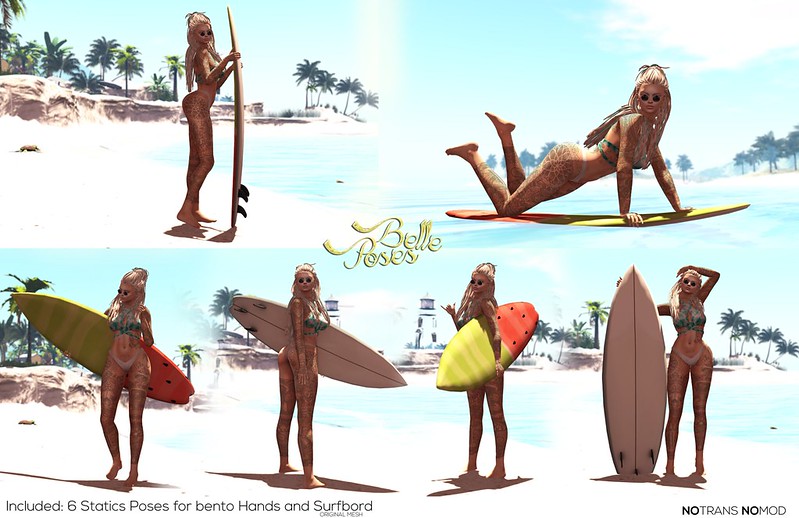 Belle
Poses
Included: 6 Statics Poses for bento Hands and Surfbord
ORIGINAL MESH
NOTRANS NOMOD